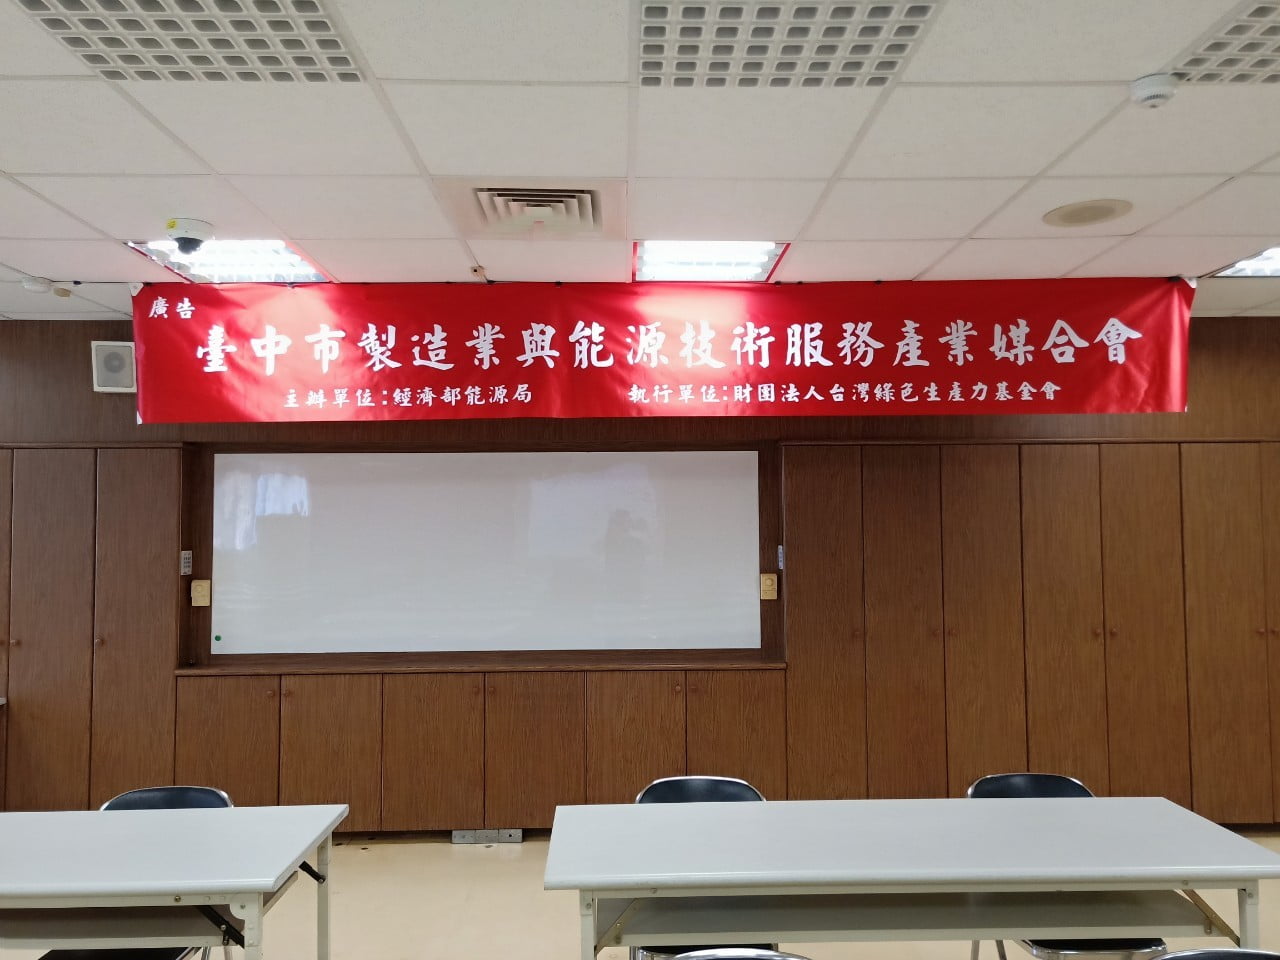 廣告
臺中市製造業與能源技術服務產業媒合會
主辦單位：經濟部能源局
執行單位：財團法人台灣綠色生產力基金會